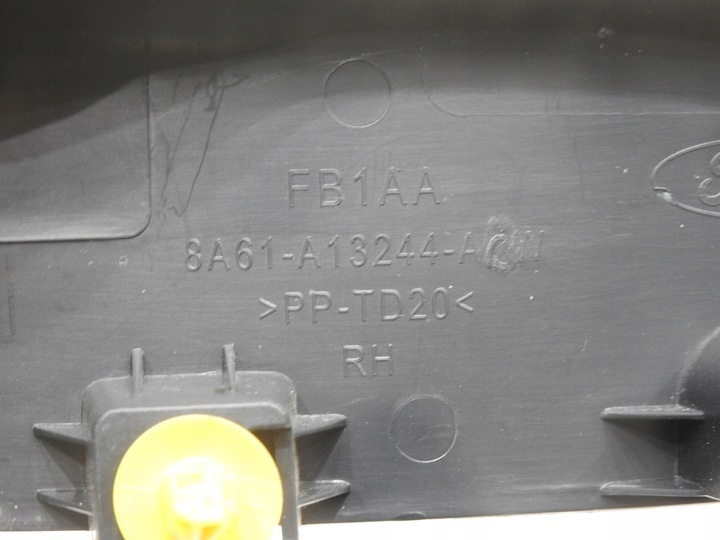 FB1AA
8A61-A13244-A
>PP-TD20<
RH